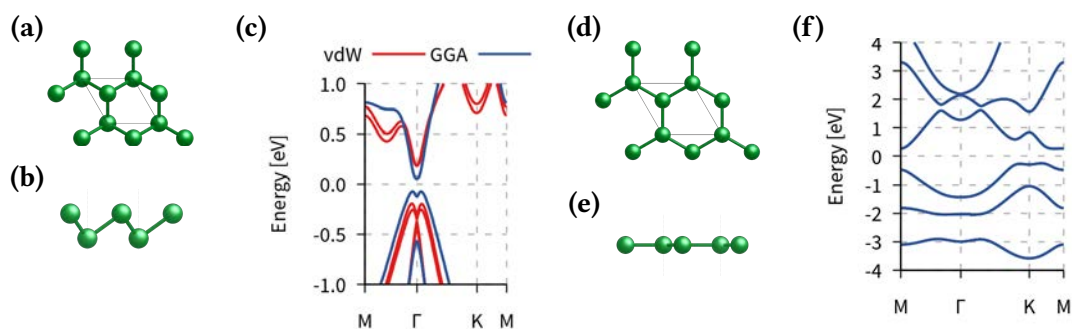 (a)
(b)
(c)
vdW GGA
Energy [eV]
1.0
0.5
0.0
-0.5
-1.0
M Γ K M
(d)
(e)
(f)
Energy [eV]
4
3
2
1
0
-1
-2
-3
-4
M Γ K M